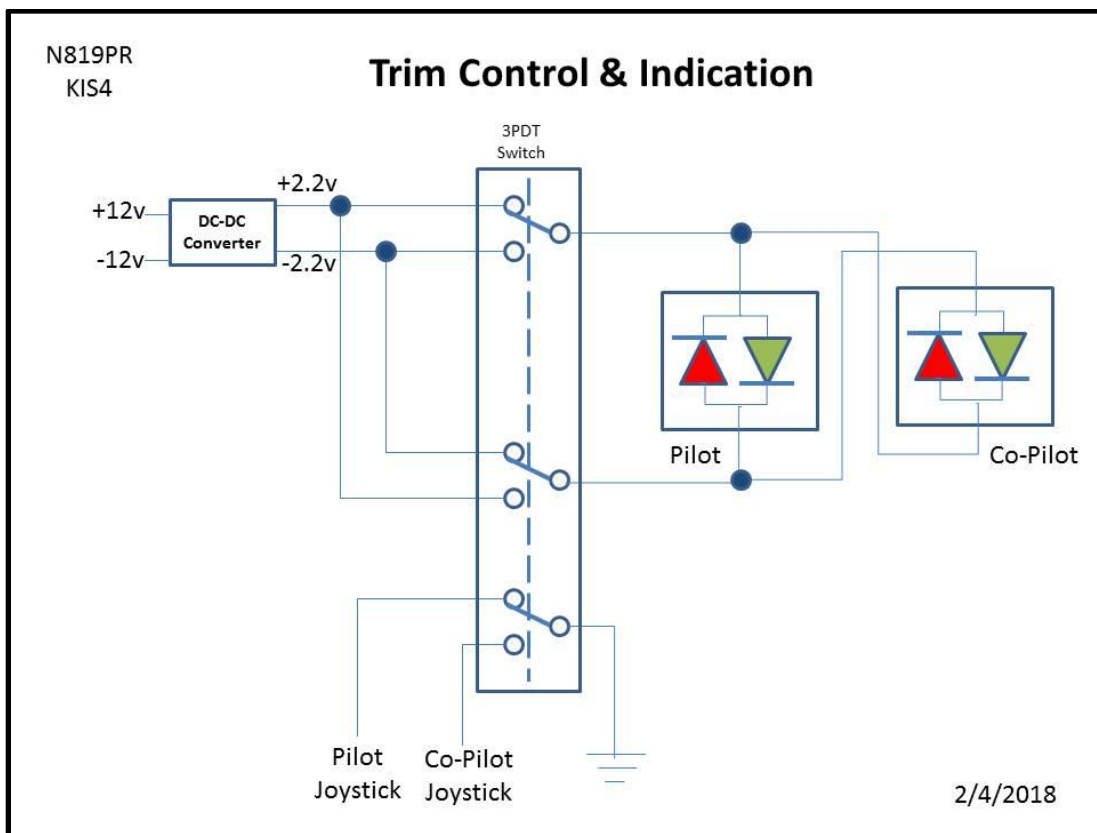 N819PR
KIS4
Trim Control & Indication
3PDT
Switch
+2.2v
+12v
DC-DC
Converter
-12v
-2.2v
Pilot
Co-Pilot
Pilot
Joystick
Co-Pilot
Joystick
2/4/2018